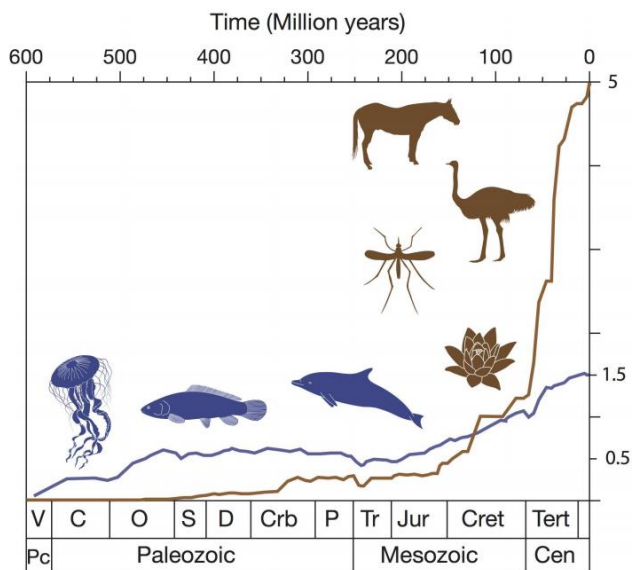 Time (Million years)
600 500 400 300 200 100 0
5
1.5
0.5
V C O S D Crb P Tr Jur Cret Tert
Pc Paleozoic Mesozoic Cen